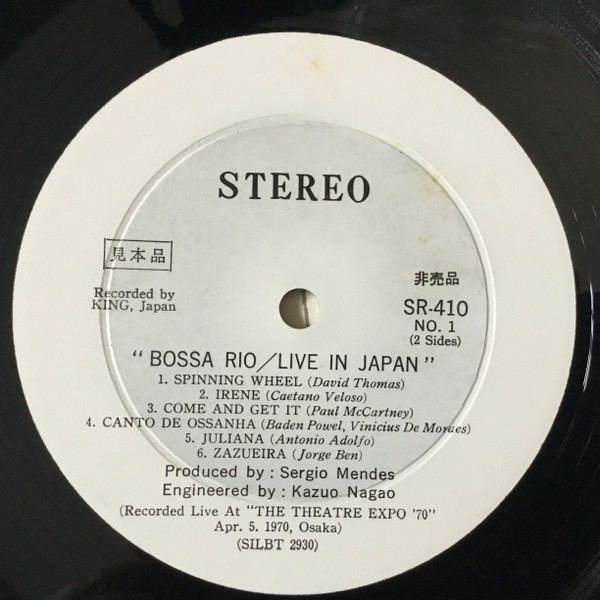 STEREO
見本品
非売品
Recorded by
KING, Japan
SR-410
NO. 1
(2 Sides)
"BOSSA RIO/LIVE IN JAPAN"
1. SPINNING WHEEL (David Thomas)
2. IRENE (Caetano Veloso)
3. COME AND GET IT (Paul McCartney)
4. CANTO DE OSSANHA (Baden Powel, Vinicius De Moraes)
5. JULIANA (Antonio Adolfo)
6. ZAZUEIRA (Jorge Ben)
Produced by : Sergio Mendes
Engineered by : Kazuo Nagao
(Recorded Live At "THE THEATRE EXPO '70"
Apr. 5. 1970, Osaka)
(SILBT 2930)